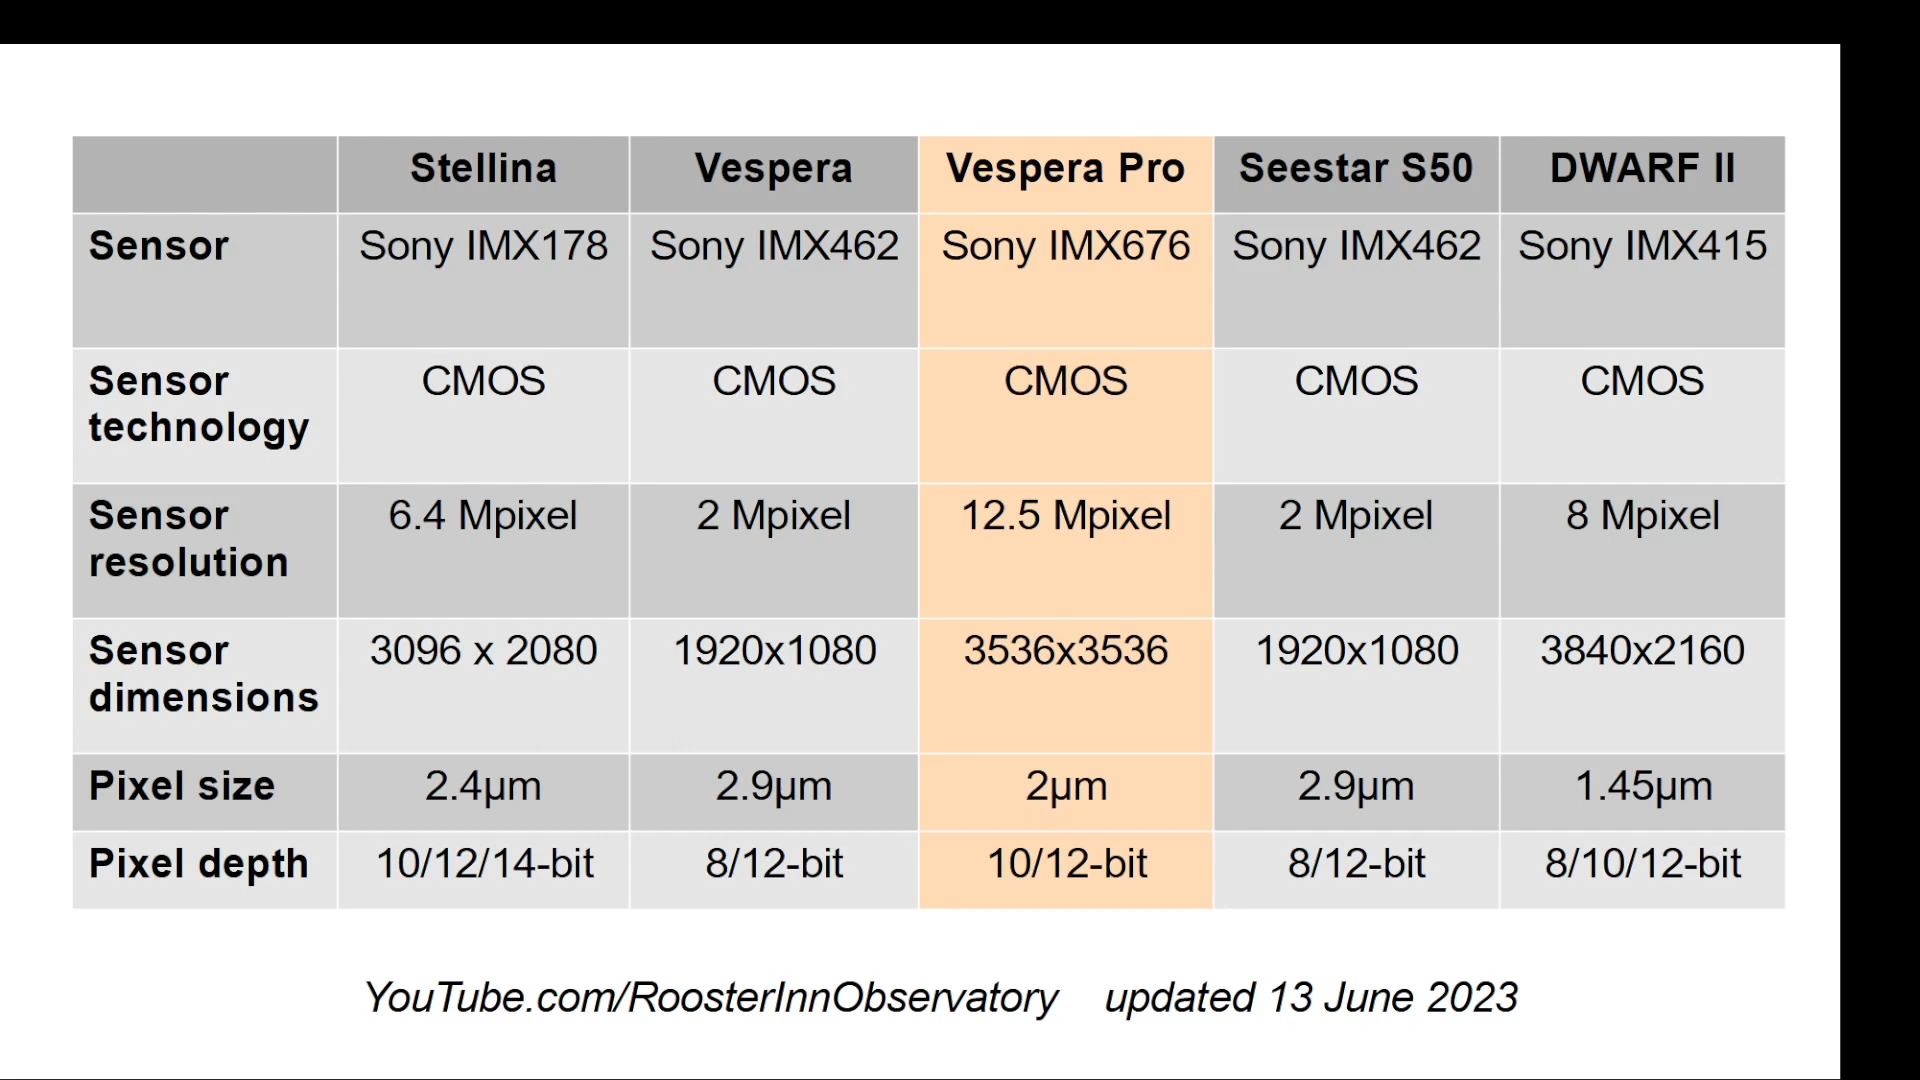 Stellina Vespera Vespera Pro Seestar S50 DWARF II
Sensor Sony IMX178 Sony IMX462 Sony IMX676 Sony IMX462 Sony IMX415
Sensor CMOS CMOS CMOS CMOS CMOS
technology
Sensor 6.4 Mpixel 2 Mpixel 12.5 Mpixel 2 Mpixel 8 Mpixel
resolution
Sensor 3096 x 2080 1920x1080 3536x3536 1920x1080 3840x2160
dimensions
Pixel size 2.4µm 2.9µm 2µm 2.9µm 1.45µm
Pixel depth 10/12/14-bit 8/12-bit 10/12-bit 8/12-bit 8/10/12-bit
YouTube.com/RoosterInnObservatory updated 13 June 2023